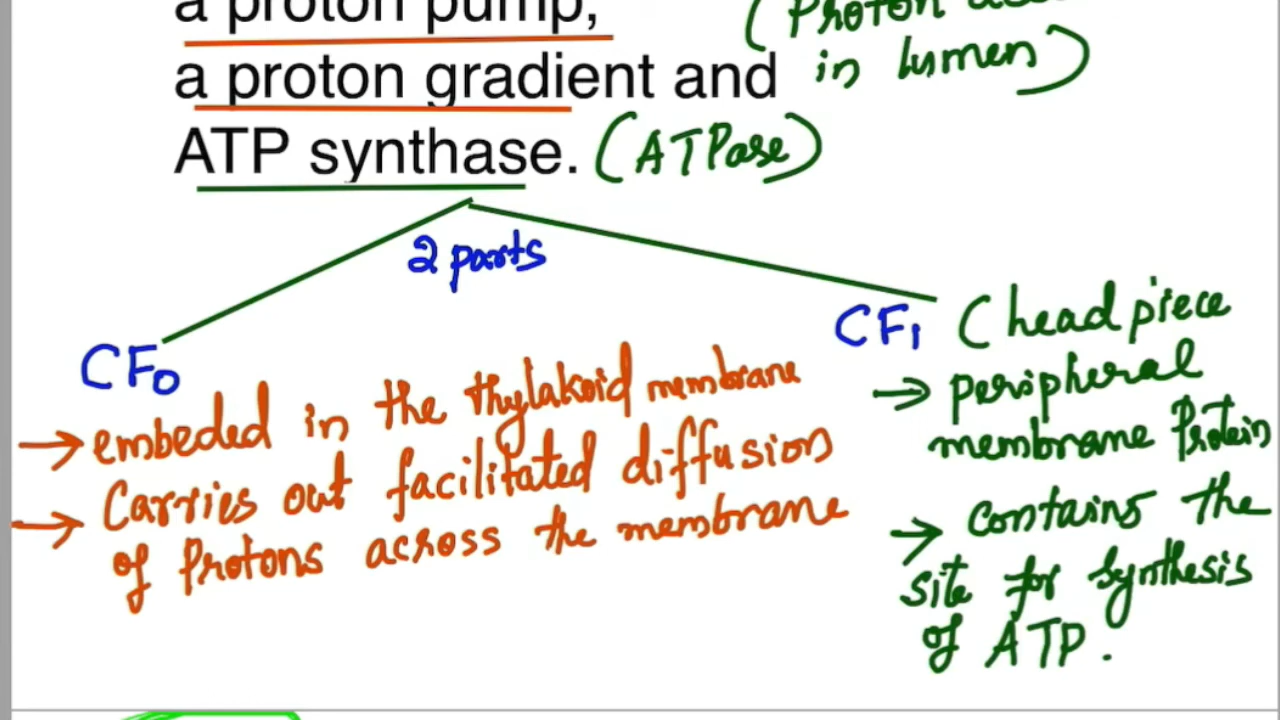 a proton pump,
(Proton
a proton gradient and
in lumen)
ATP synthase. (ATPase)
2 parts
CF0
CF1 (headpiece
→ embeded in the thylakoid membrane
→ peripheral
membrane Protein
→ Carries out facilitated diffusion
of Protons across the membrane
→ contains the
site for synthesis
of ATP.